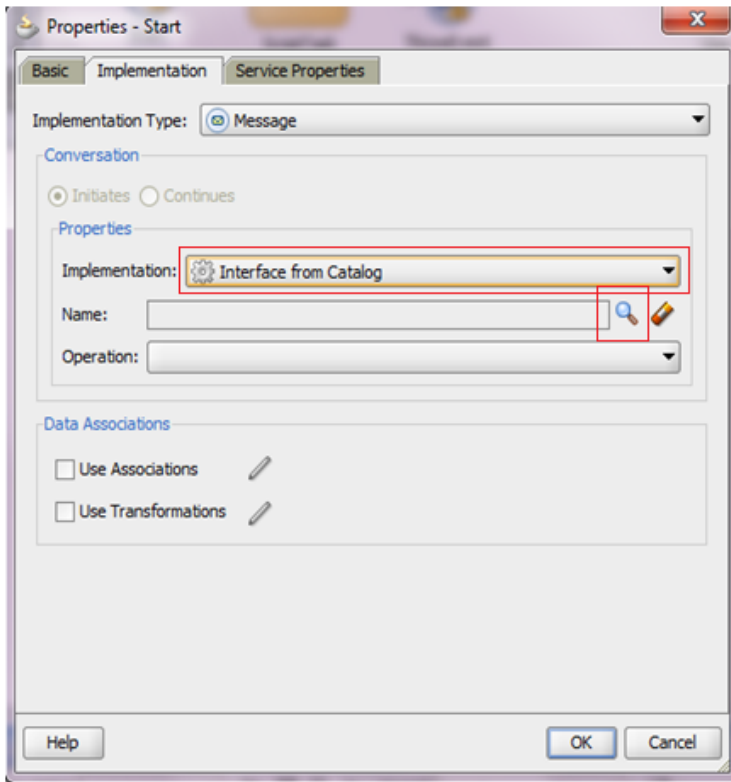 Properties - Start
Basic Implementation Service Properties
Implementation Type: Message
Conversation
Initiates Continues
Properties
Implementation: Interface from Catalog
Name:
Operation:
Data Associations
Use Associations
Use Transformations
Help OK Cancel